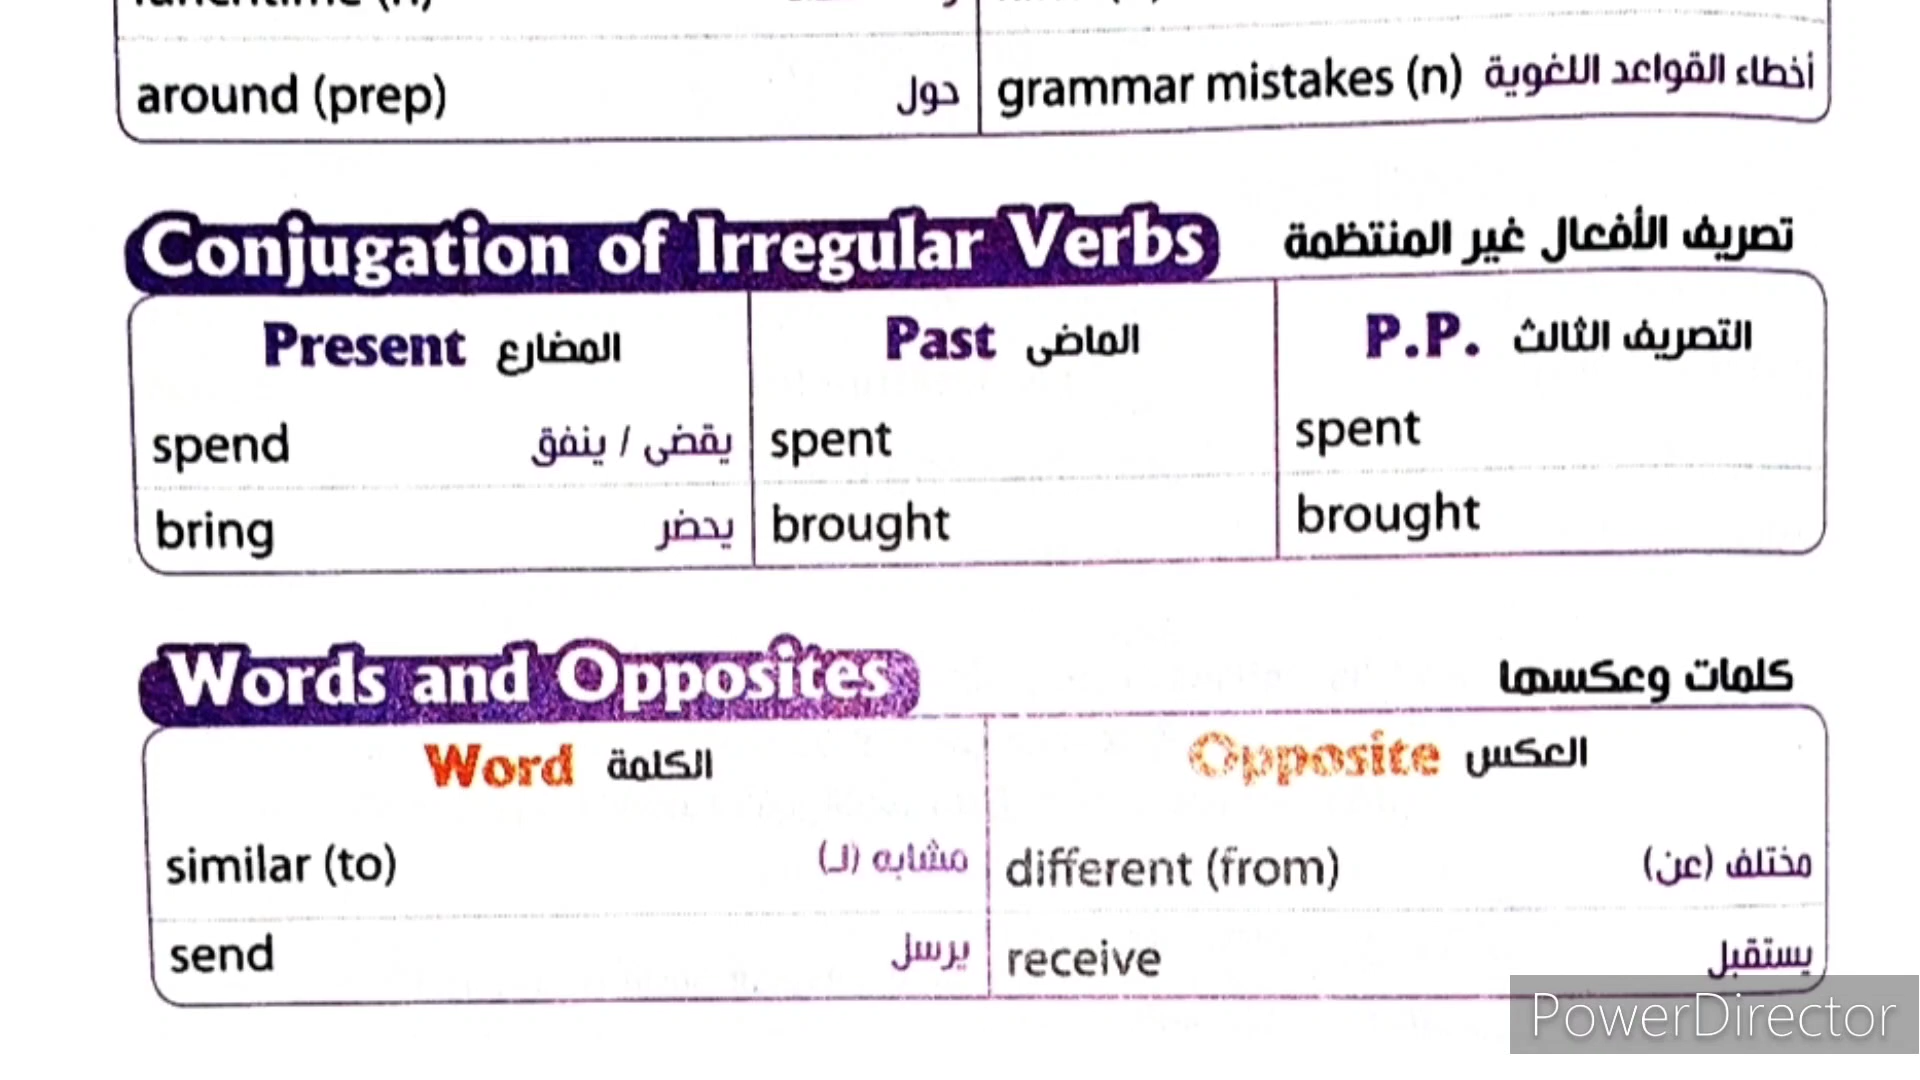 around (prep) حول grammar mistakes (n) أخطاء القواعد اللغوية
Conjugation of Irregular Verbs تصريف الأفعال غير المنتظمة
Present المضارع Past الماضى P.P. التصريف الثالث
spend يقضى / ينفق spent spent
bring يحضر brought brought
Words and Opposites كلمات وعكسها
Word الكلمة Opposite العكس
similar (to) مشابه (لـ) different (from) مختلف (عن)
send يرسل receive يستقبل
PowerDirector